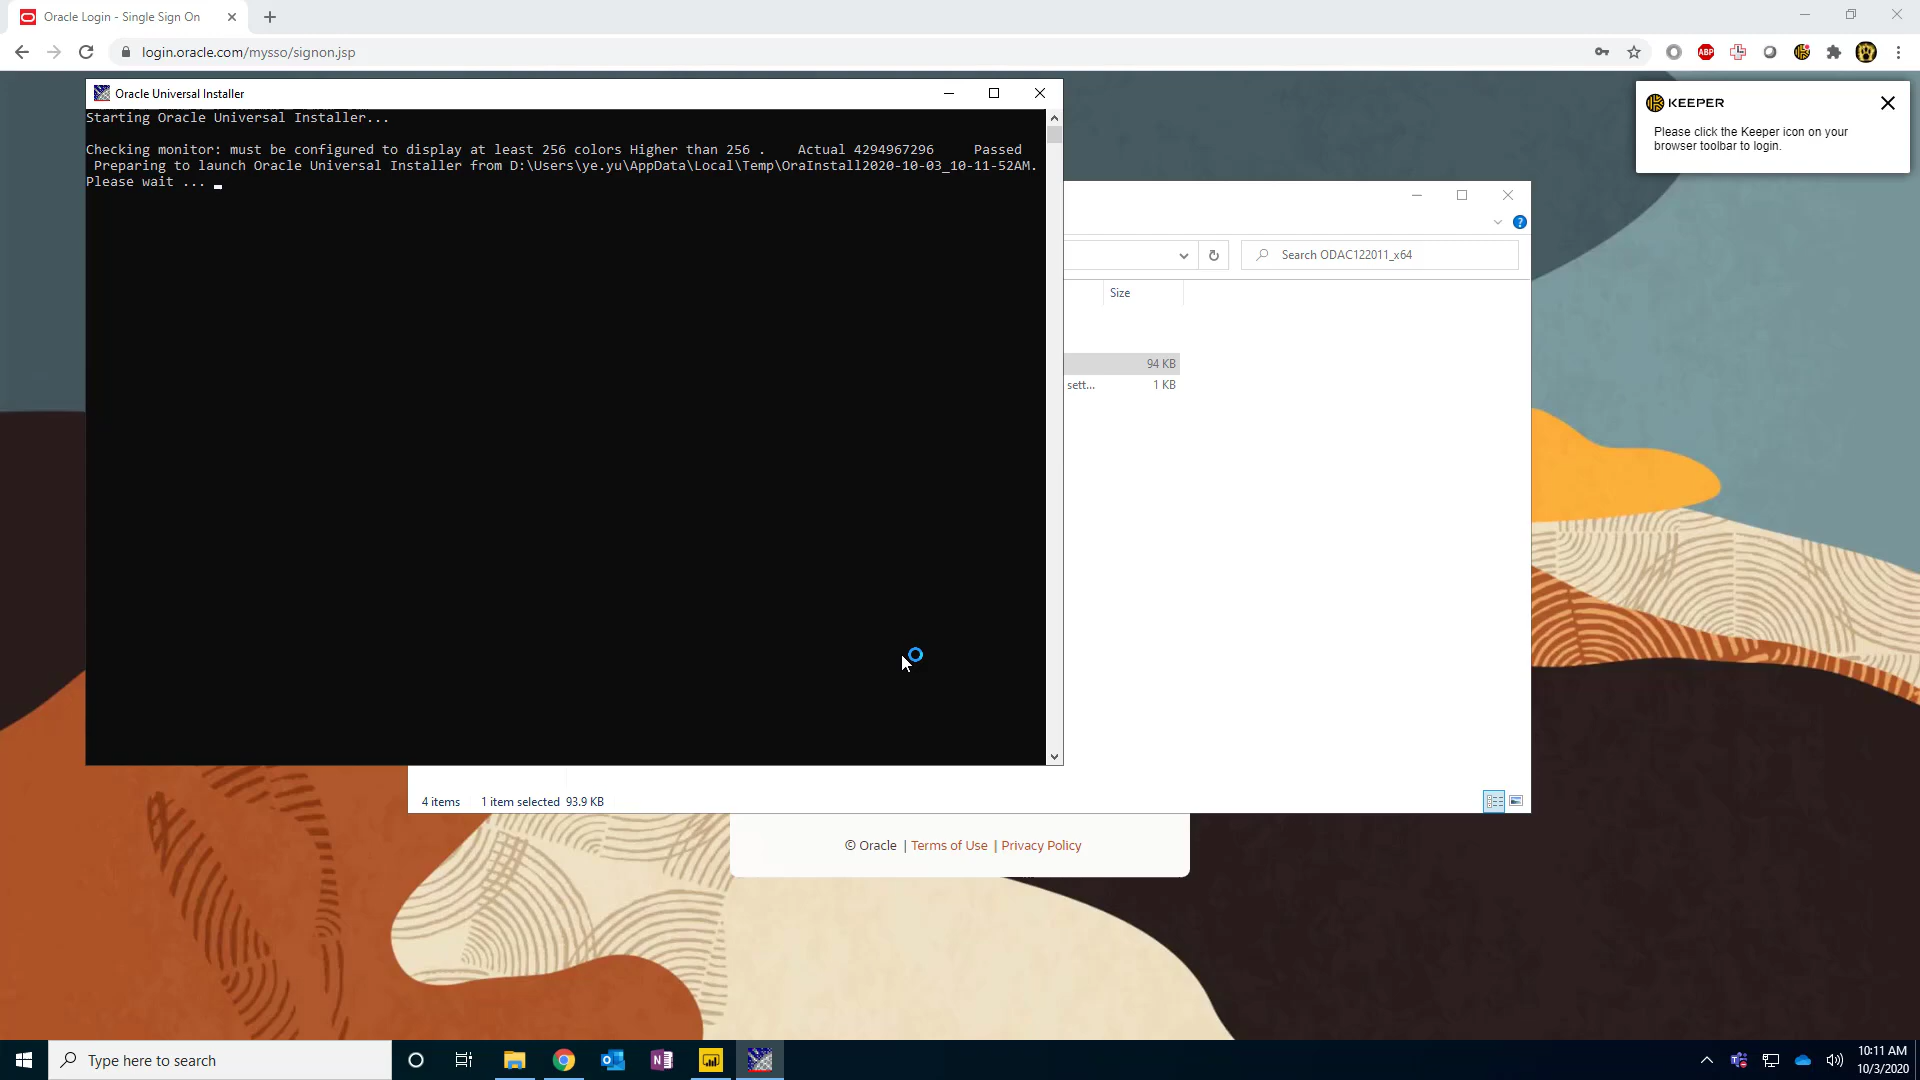 Oracle Login - Single Sign On
login.oracle.com/mysso/signon.jsp
ABP
Oracle Universal Installer
Starting Oracle Universal Installer...
Checking monitor: must be configured to display at least 256 colors Higher than 256 .    Actual 4294967296     Passed
Preparing to launch Oracle Universal Installer from D:\Users\ye.yu\AppData\Local\Temp\OraInstall2020-10-03_10-11-52AM.
Please wait ...
KEEPER
Please click the Keeper icon on your
browser toolbar to login.
Search ODAC122011_x64
Size
94 KB
sett...
1 KB
4 items
1 item selected 93.9 KB
© Oracle | Terms of Use | Privacy Policy
Type here to search
10:11 AM
10/3/2020